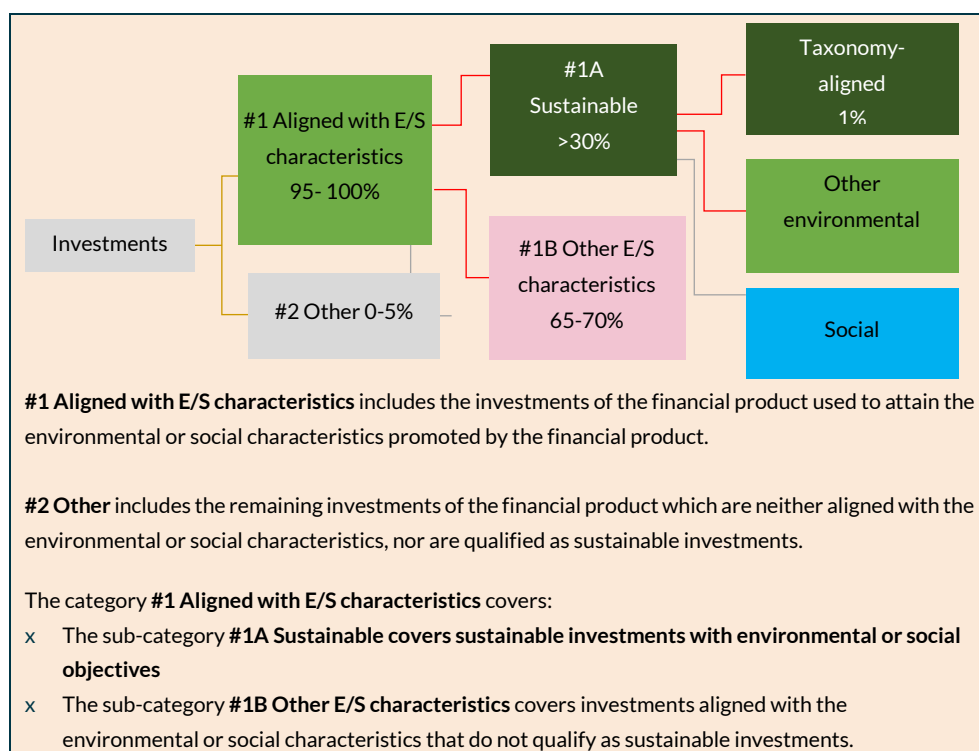 Investments
#1 Aligned with E/S
characteristics
95- 100%
#2 Other 0-5%
#1A
Sustainable
>30%
#1B Other E/S
characteristics
65-70%
Taxonomy-
aligned
1%
Other
environmental
Social
#1 Aligned with E/S characteristics includes the investments of the financial product used to attain the
environmental or social characteristics promoted by the financial product.
#2 Other includes the remaining investments of the financial product which are neither aligned with the
environmental or social characteristics, nor are qualified as sustainable investments.
The category #1 Aligned with E/S characteristics covers:
x The sub-category #1A Sustainable covers sustainable investments with environmental or social
objectives
x The sub-category #1B Other E/S characteristics covers investments aligned with the
environmental or social characteristics that do not qualify as sustainable investments.